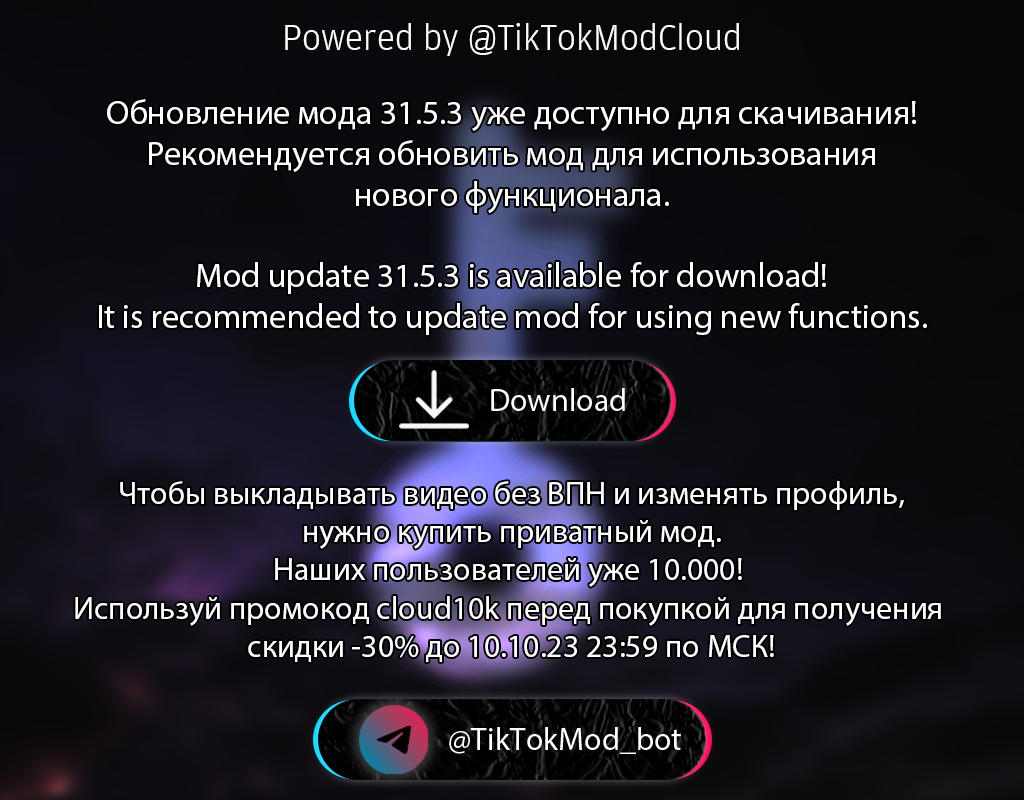 Powered by @TikTokModCloud
Обновление мода 31.5.3 уже доступно для скачивания!
Рекомендуется обновить мод для использования
нового функционала.
Mod update 31.5.3 is available for download!
It is recommended to update mod for using new functions.
Download
Чтобы выкладывать видео без ВПН и изменять профиль,
нужно купить приватный мод.
Наших пользователей уже 10.000!
Используй промокод cloud10k перед покупкой для получения
скидки -30% до 10.10.23 23:59 по МСК!
@TikTokMod_bot